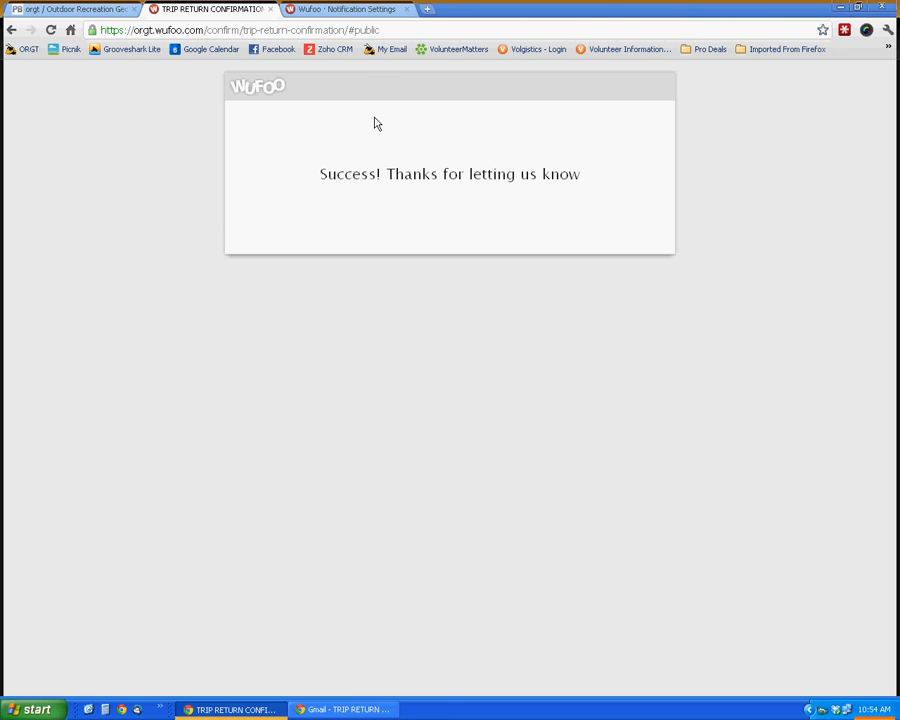 orgt / Outdoor Recreation Geo
TRIP RETURN CONFIRMATION
Wufoo · Notification Settings
https://orgt.wufoo.com/confirm/trip-return-confirmation/#public
ORGT
Picnik
Grooveshark Lite
Google Calendar
FaceBook
Zoho CRM
My Email
VolunteerMatters
Volgistics - Login
Volunteer Information...
Pro Deals
Imported From Firefox
WUFOO
Success! Thanks for letting us know
start
TRIP RETURN CONFI...
Gmail - TRIP RETURN ...
10:54 AM